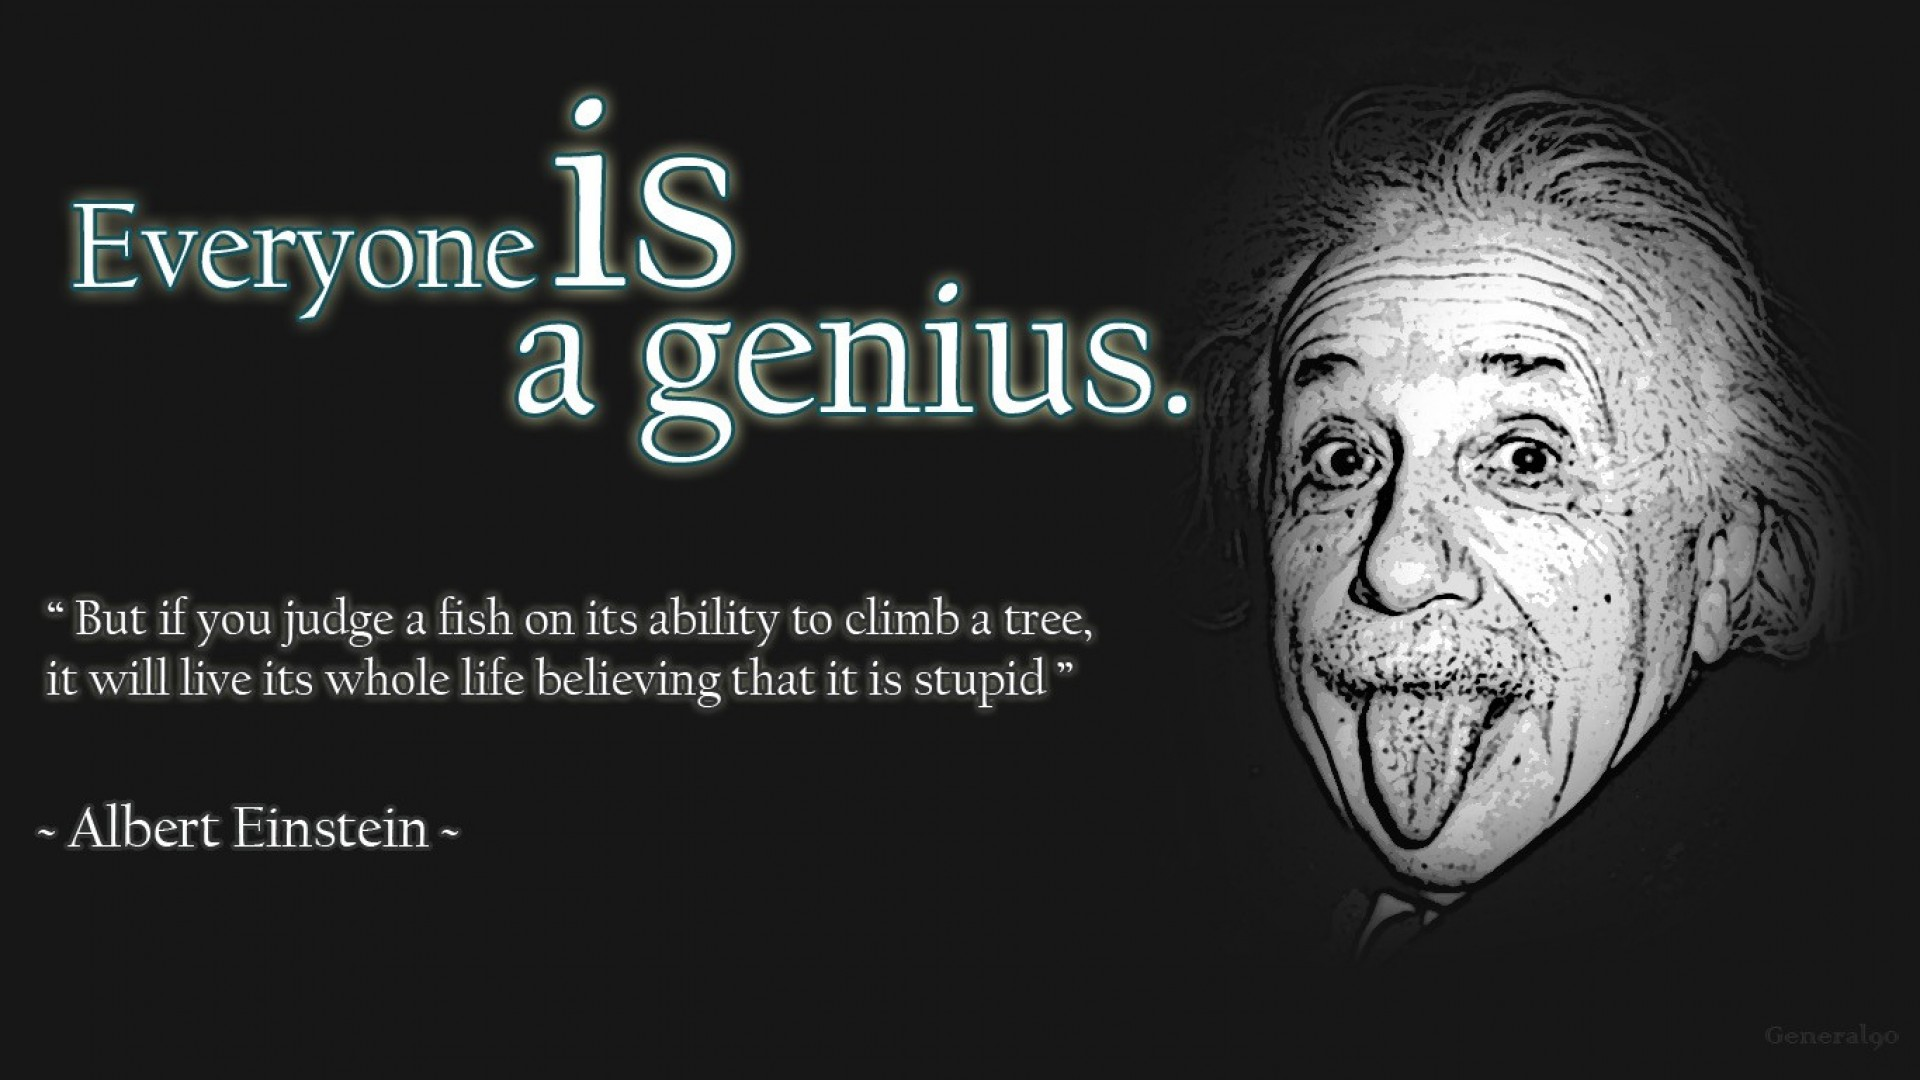 Everyone is
a genius.
“ But if you judge a fish on its ability to climb a tree,
it will live its whole life believing that it is stupid ”
~ Albert Einstein ~
General90